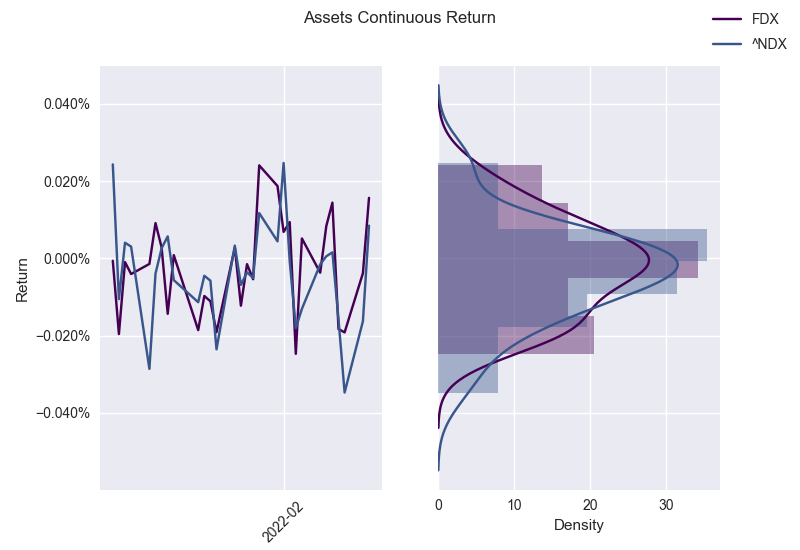 Assets Continuous Return
FDX
^NDX
0.040%
0.020%
0.000%
−0.020%
−0.040%
Return
2022-02
0
10
20
30
Density